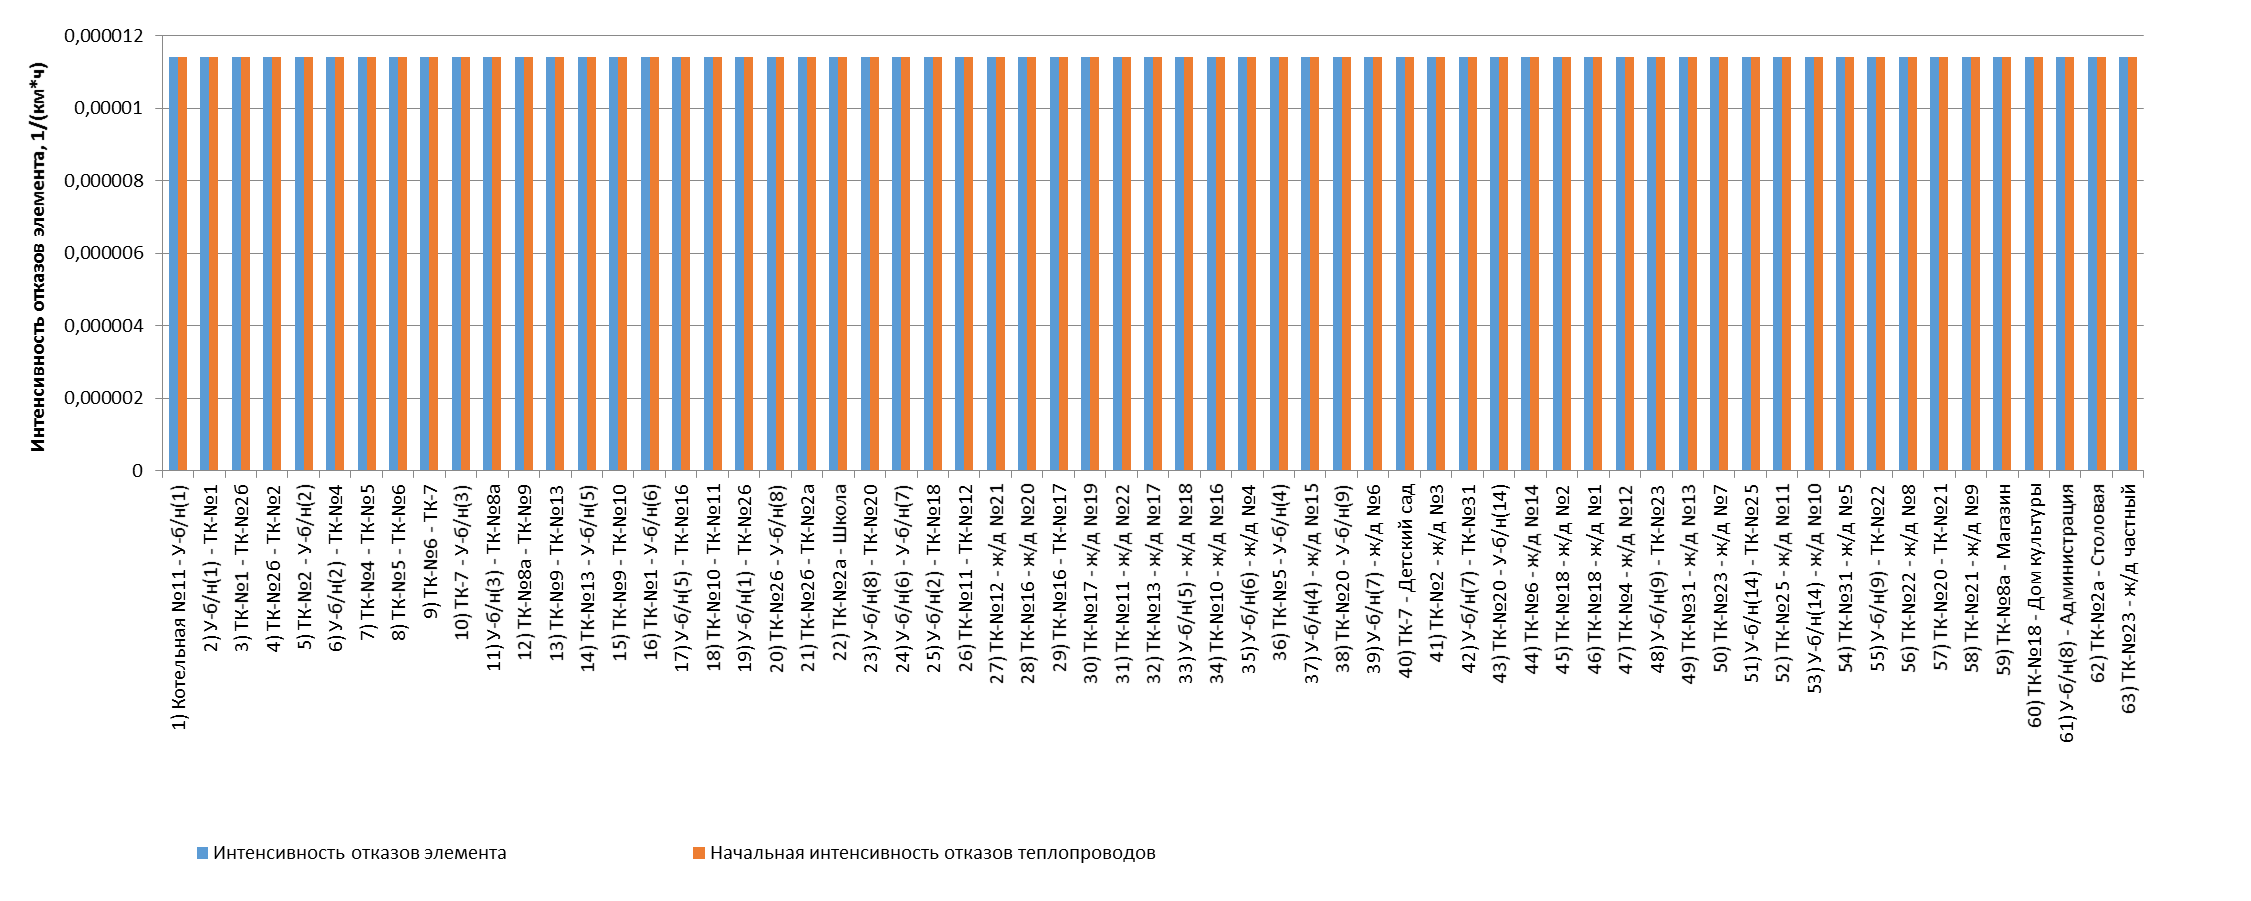 Интенсивность отказов элемента, 1/(км*ч)
0,000012
0,00001
0,000008
0,000006
0,000004
0,000002
0
1) Котельная №11 - У-б/н(1)
2) У-б/н(1) - ТК-№1
3) ТК-№1 - ТК-№2б
4) ТК-№2б - ТК-№2
5) ТК-№2 - У-б/н(2)
6) У-б/н(2) - ТК-№4
7) ТК-№4 - ТК-№5
8) ТК-№5 - ТК-№6
9) ТК-№6 - ТК-7
10) ТК-7 - У-б/н(3)
11) У-б/н(3) - ТК-№8а
12) ТК-№8а - ТК-№9
13) ТК-№9 - ТК-№13
14) ТК-№13 - У-б/н(5)
15) ТК-№9 - ТК-№10
16) ТК-№1 - У-б/н(6)
17) У-б/н(5) - ТК-№16
18) ТК-№10 - ТК-№11
19) У-б/н(1) - ТК-№26
20) ТК-№26 - У-б/н(8)
21) ТК-№2б - ТК-№2а
22) ТК-№2а - Школа
23) У-б/н(8) - ТК-№20
24) У-б/н(6) - У-б/н(7)
25) У-б/н(2) - ТК-№18
26) ТК-№11 - ТК-№12
27) ТК-№12 - ж/д №21
28) ТК-№16 - ж/д №20
29) ТК-№16 - ТК-№17
30) ТК-№17 - ж/д №19
31) ТК-№11 - ж/д №22
32) ТК-№13 - ж/д №17
33) У-б/н(5) - ж/д №18
34) ТК-№10 - ж/д №16
35) У-б/н(6) - ж/д №4
36) ТК-№5 - У-б/н(4)
37) У-б/н(4) - ж/д №15
38) ТК-№20 - У-б/н(9)
39) У-б/н(7) - ж/д №6
40) ТК-7 - Детский сад
41) ТК-№2 - ж/д №3
42) У-б/н(7) - ТК-№31
43) ТК-№20 - У-б/н(14)
44) ТК-№6 - ж/д №14
45) ТК-№18 - ж/д №2
46) ТК-№18 - ж/д №1
47) ТК-№4 - ж/д №12
48) У-б/н(9) - ТК-№23
49) ТК-№31 - ж/д №13
50) ТК-№23 - ж/д №7
51) У-б/н(14) - ТК-№25
52) ТК-№25 - ж/д №11
53) У-б/н(14) - ж/д №10
54) ТК-№31 - ж/д №5
55) У-б/н(9) - ТК-№22
56) ТК-№22 - ж/д №8
57) ТК-№20 - ТК-№21
58) ТК-№21 - ж/д №9
59) ТК-№8а - Магазин
60) ТК-№18 - Дом культуры
61) У-б/н(8) - Администрация
62) ТК-№2а - Столовая
63) ТК-№23 - ж/д частный
Интенсивность отказов элемента
Начальная интенсивность отказов теплопроводов